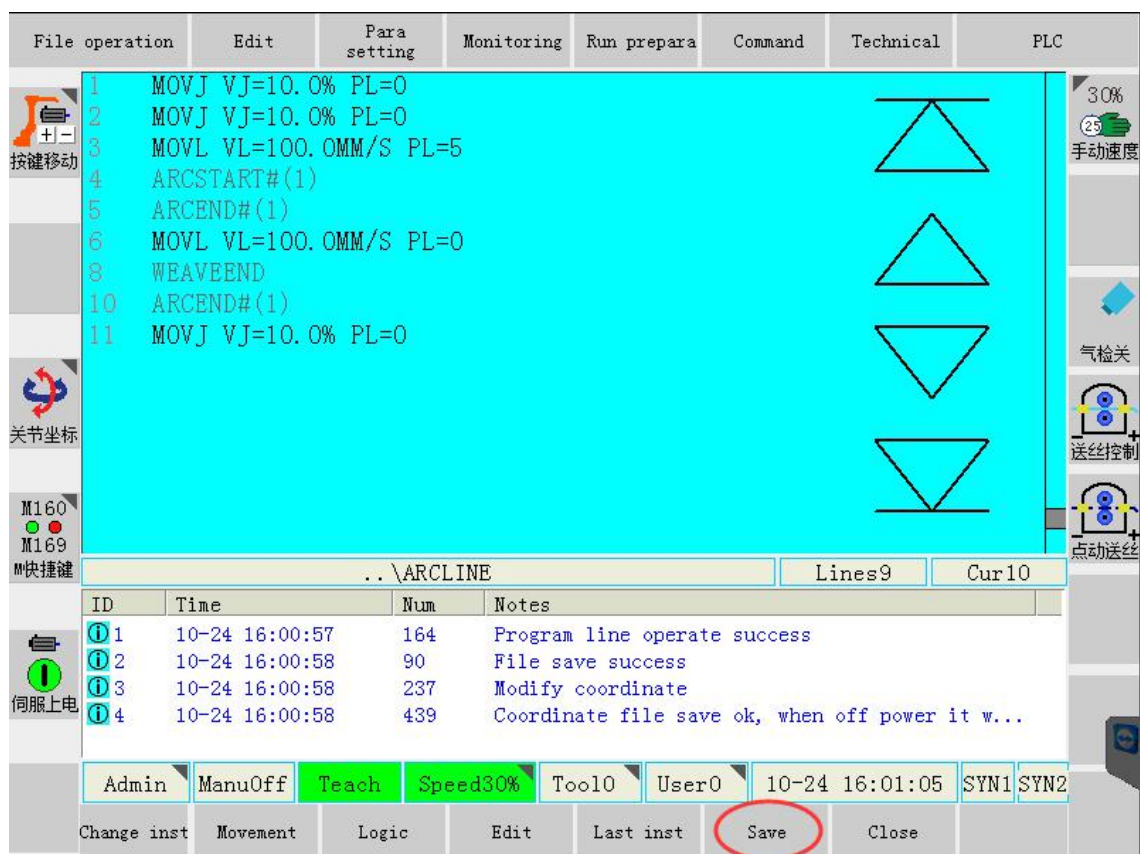 File operation Edit Para setting Monitoring Run prepara Command Technical PLC
1 MOVJ VJ=10.0% PL=0
2 MOVJ VJ=10.0% PL=0
3 MOVL VL=100.0MM/S PL=5
4 ARCSTART#(1)
5 ARCEND#(1)
6 MOVL VL=100.0MM/S PL=0
8 WEAVEEND
10 ARCEND#(1)
11 MOVJ VJ=10.0% PL=0
+ -
按键移动
关节坐标
M160
M169
M快捷键
伺服上电
30%
25
手动速度
气检关
- +
送丝控制
- +
点动送丝
..\ARCLINE Lines9 Cur10
ID Time Num Notes
1 10-24 16:00:57 164 Program line operate success
2 10-24 16:00:58 90 File save success
3 10-24 16:00:58 237 Modify coordinate
4 10-24 16:00:58 439 Coordinate file save ok, when off power it w...
Admin ManuOff Teach Speed30% Tool0 User0 10-24 16:01:05 SYN1 SYN2
Change inst Movement Logic Edit Last inst Save Close